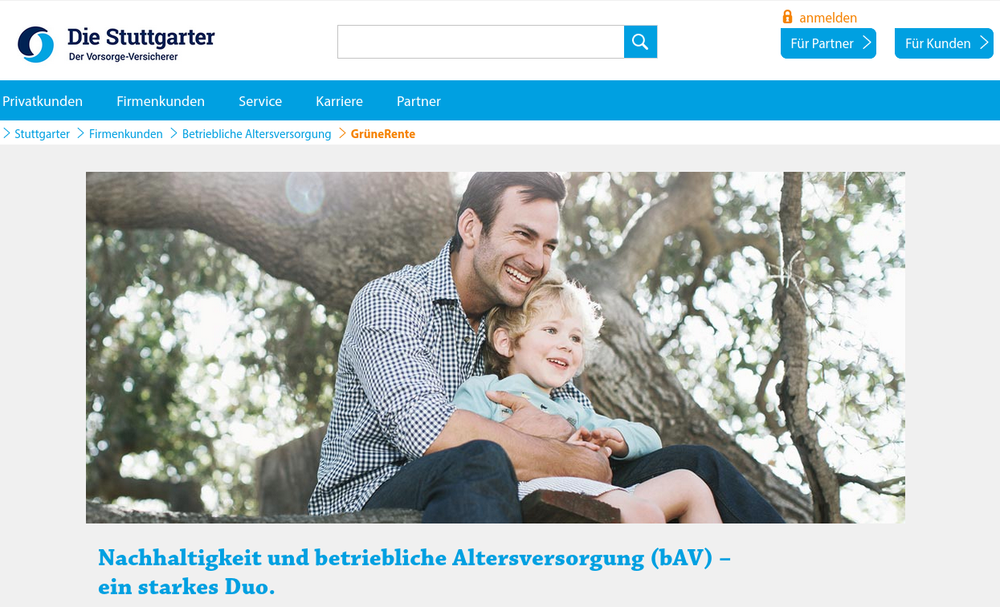 anmelden
Die Stuttgarter
Der Vorsorge-Versicherer
Für Partner
Für Kunden
Privatkunden Firmenkunden Service Karriere Partner
Stuttgarter Firmenkunden Betriebliche Altersversorgung GrüneRente
Nachhaltigkeit und betriebliche Altersversorgung (bAV) –
ein starkes Duo.